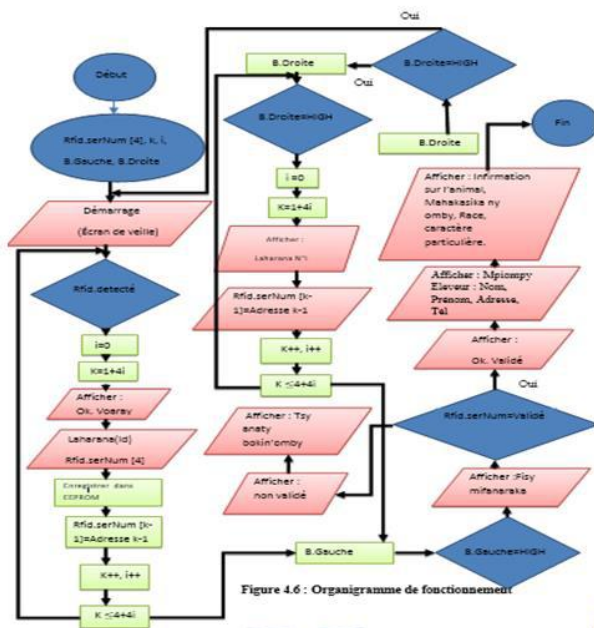 Début
Rfid.serNum [4], k, i,
B.Gauche, B.Droite
Démarrage
(Écran de veille)
Rfid.detecté
i=0
K=1+4i
Afficher :
Ok. Voaray
Laharana(Id)
Rfid.serNum [4]
Enregistrer dans
EEPROM
Rfid.serNum [k-
1]=Adresse k-1
K++, i++
K ≤4+4i
B.Droite
B.Droite=HIGH
i =0
K=1+4i
Afficher :
Laharana N°i
Rfid.serNum [k-
1]=Adresse k-1
K++, i++
K ≤4+4i
Afficher : Tsy
anaty
bokin'omby
Afficher :
non validé
B.Gauche
Oui
B.Droite=HIGH
Oui
B.Droite
Fin
Afficher : Infirmation
sur l'animal,
Mahakasika ny
omby, Race,
caractère
particulière.
Afficher : Mpiompy
Eleveur : Nom,
Prenom, Adresse,
Tel
Afficher :
Ok. Validé
Oui
Rfid.serNum=Validé
Afficher :Fisy
mifanaraka
B.Gauche=HIGH
Figure 4.6 : Organigramme de fonctionnement